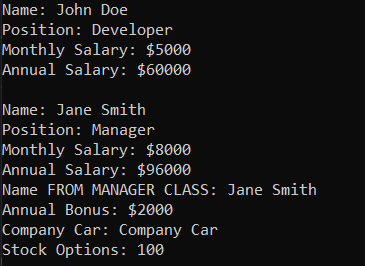 Name: John Doe
Position: Developer
Monthly Salary: $5000
Annual Salary: $60000

Name: Jane Smith
Position: Manager
Monthly Salary: $8000
Annual Salary: $96000
Name FROM MANAGER CLASS: Jane Smith
Annual Bonus: $2000
Company Car: Company Car
Stock Options: 100